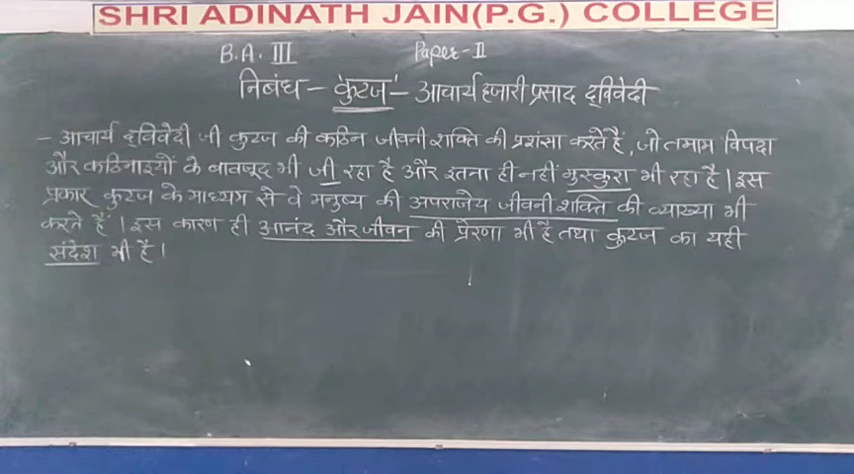 SHRI ADINATH JAIN(P.G.) COLLEGE
B.A. III Paper-II
निबंध - 'कुटज' - आचार्य हजारी प्रसाद द्विवेदी
- आचार्य द्विवेदी जी कुटज की कठिन जीवनी शक्ति की प्रशंसा करते हैं, जो तमाम विपदा
और कठिनाइयों के बावजूद भी जी रहा है और इतना ही नहीं मुस्कुरा भी रहा है। इस
प्रकार कुटज के माध्यम से वे मनुष्य की अपराजेय जीवनी शक्ति की व्याख्या भी
करते हैं। इस कारण ही आनंद और जीवन की प्रेरणा भी है तथा कुटज का यही
संदेश भी है।